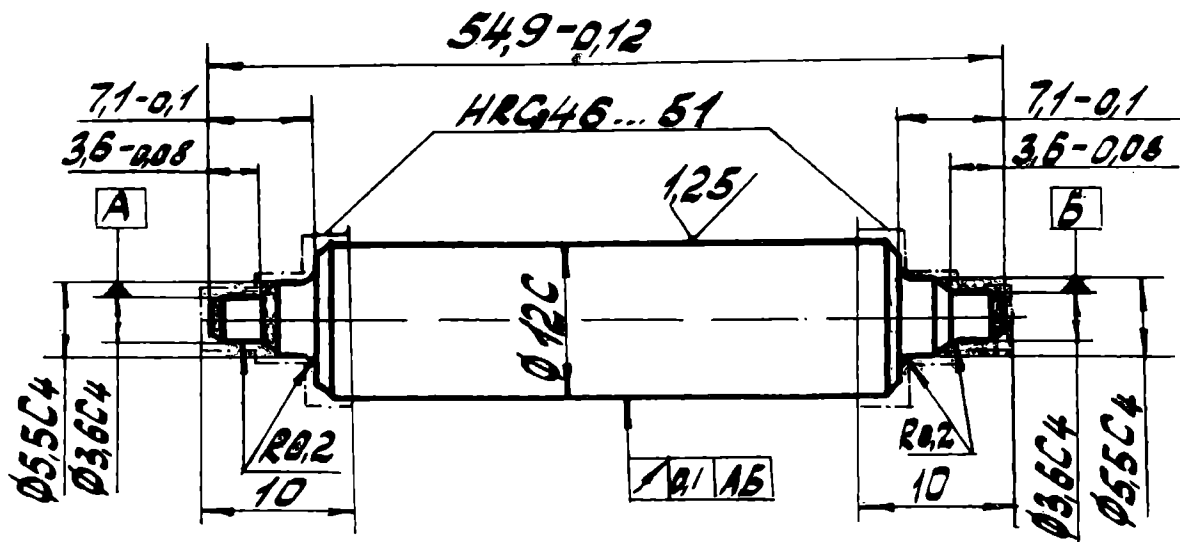 54,9-0,12
7,1-0,1
HRCэ46... 51
7,1-0,1
3,6-0,08
3,6-0,08
А
1,25
Б
Ø12С
Ø5,5С4
Ø3,6С4
R0,2
R0,2
Ø3,6С4
Ø5,5С4
10
0,1 АБ
10